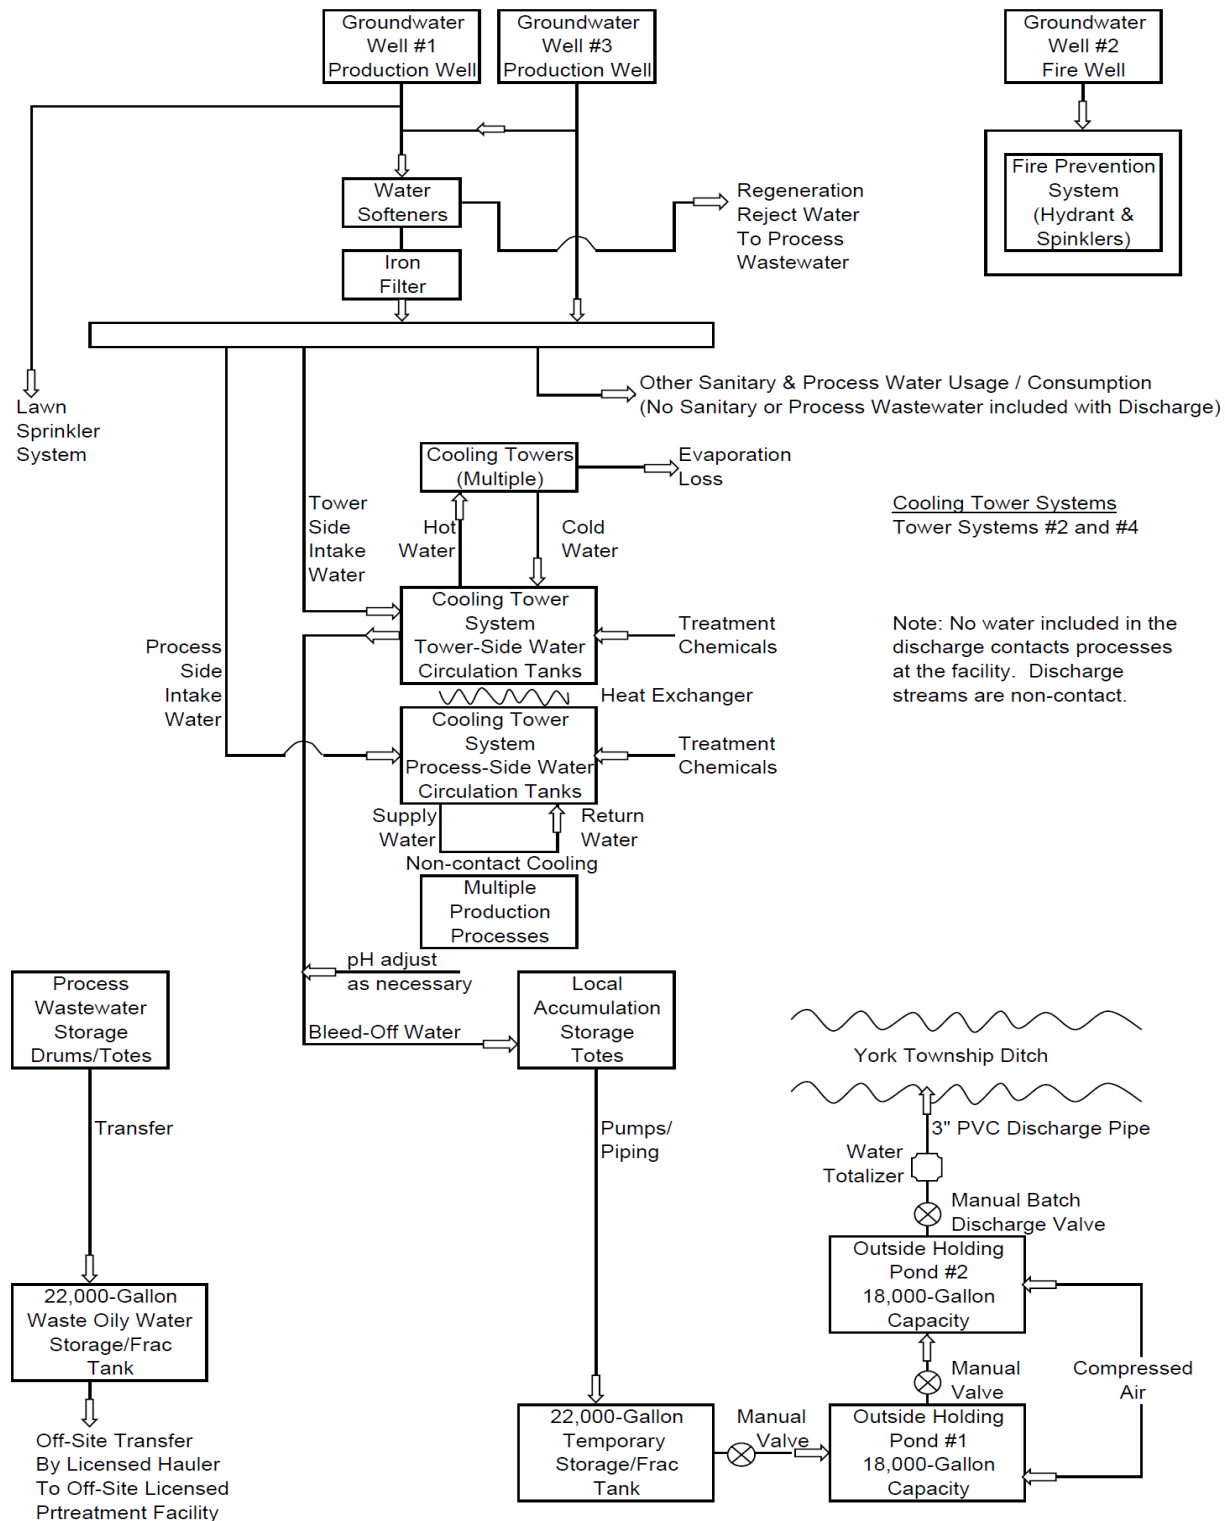 Groundwater
Well #1
Production Well
Groundwater
Well #3
Production Well
Groundwater
Well #2
Fire Well
Water
Softeners
Regeneration
Reject Water
To Process
Wastewater
Fire Prevention
System
(Hydrant &
Spinklers)
Iron
Filter
Lawn
Sprinkler
System
Other Sanitary & Process Water Usage / Consumption
(No Sanitary or Process Wastewater included with Discharge)
Cooling Towers
(Multiple)
Evaporation
Loss
Cooling Tower Systems
Tower Systems #2 and #4
Tower
Side
Intake
Water
Hot
Water
Cold
Water
Cooling Tower
System
Tower-Side Water
Circulation Tanks
Treatment
Chemicals
Note: No water included in the
discharge contacts processes
at the facility. Discharge
streams are non-contact.
Process
Side
Intake
Water
Heat Exchanger
Cooling Tower
System
Process-Side Water
Circulation Tanks
Treatment
Chemicals
Supply
Water
Return
Water
Non-contact Cooling
Multiple
Production
Processes
pH adjust
as necessary
Process
Wastewater
Storage
Drums/Totes
Bleed-Off Water
Local
Accumulation
Storage
Totes
York Township Ditch
Transfer
Pumps/
Piping
3" PVC Discharge Pipe
Water
Totalizer
Manual Batch
Discharge Valve
22,000-Gallon
Waste Oily Water
Storage/Frac
Tank
Outside Holding
Pond #2
18,000-Gallon
Capacity
Manual
Valve
Compressed
Air
Off-Site Transfer
By Licensed Hauler
To Off-Site Licensed
Prtreatment Facility
22,000-Gallon
Temporary
Storage/Frac
Tank
Manual
Valve
Outside Holding
Pond #1
18,000-Gallon
Capacity